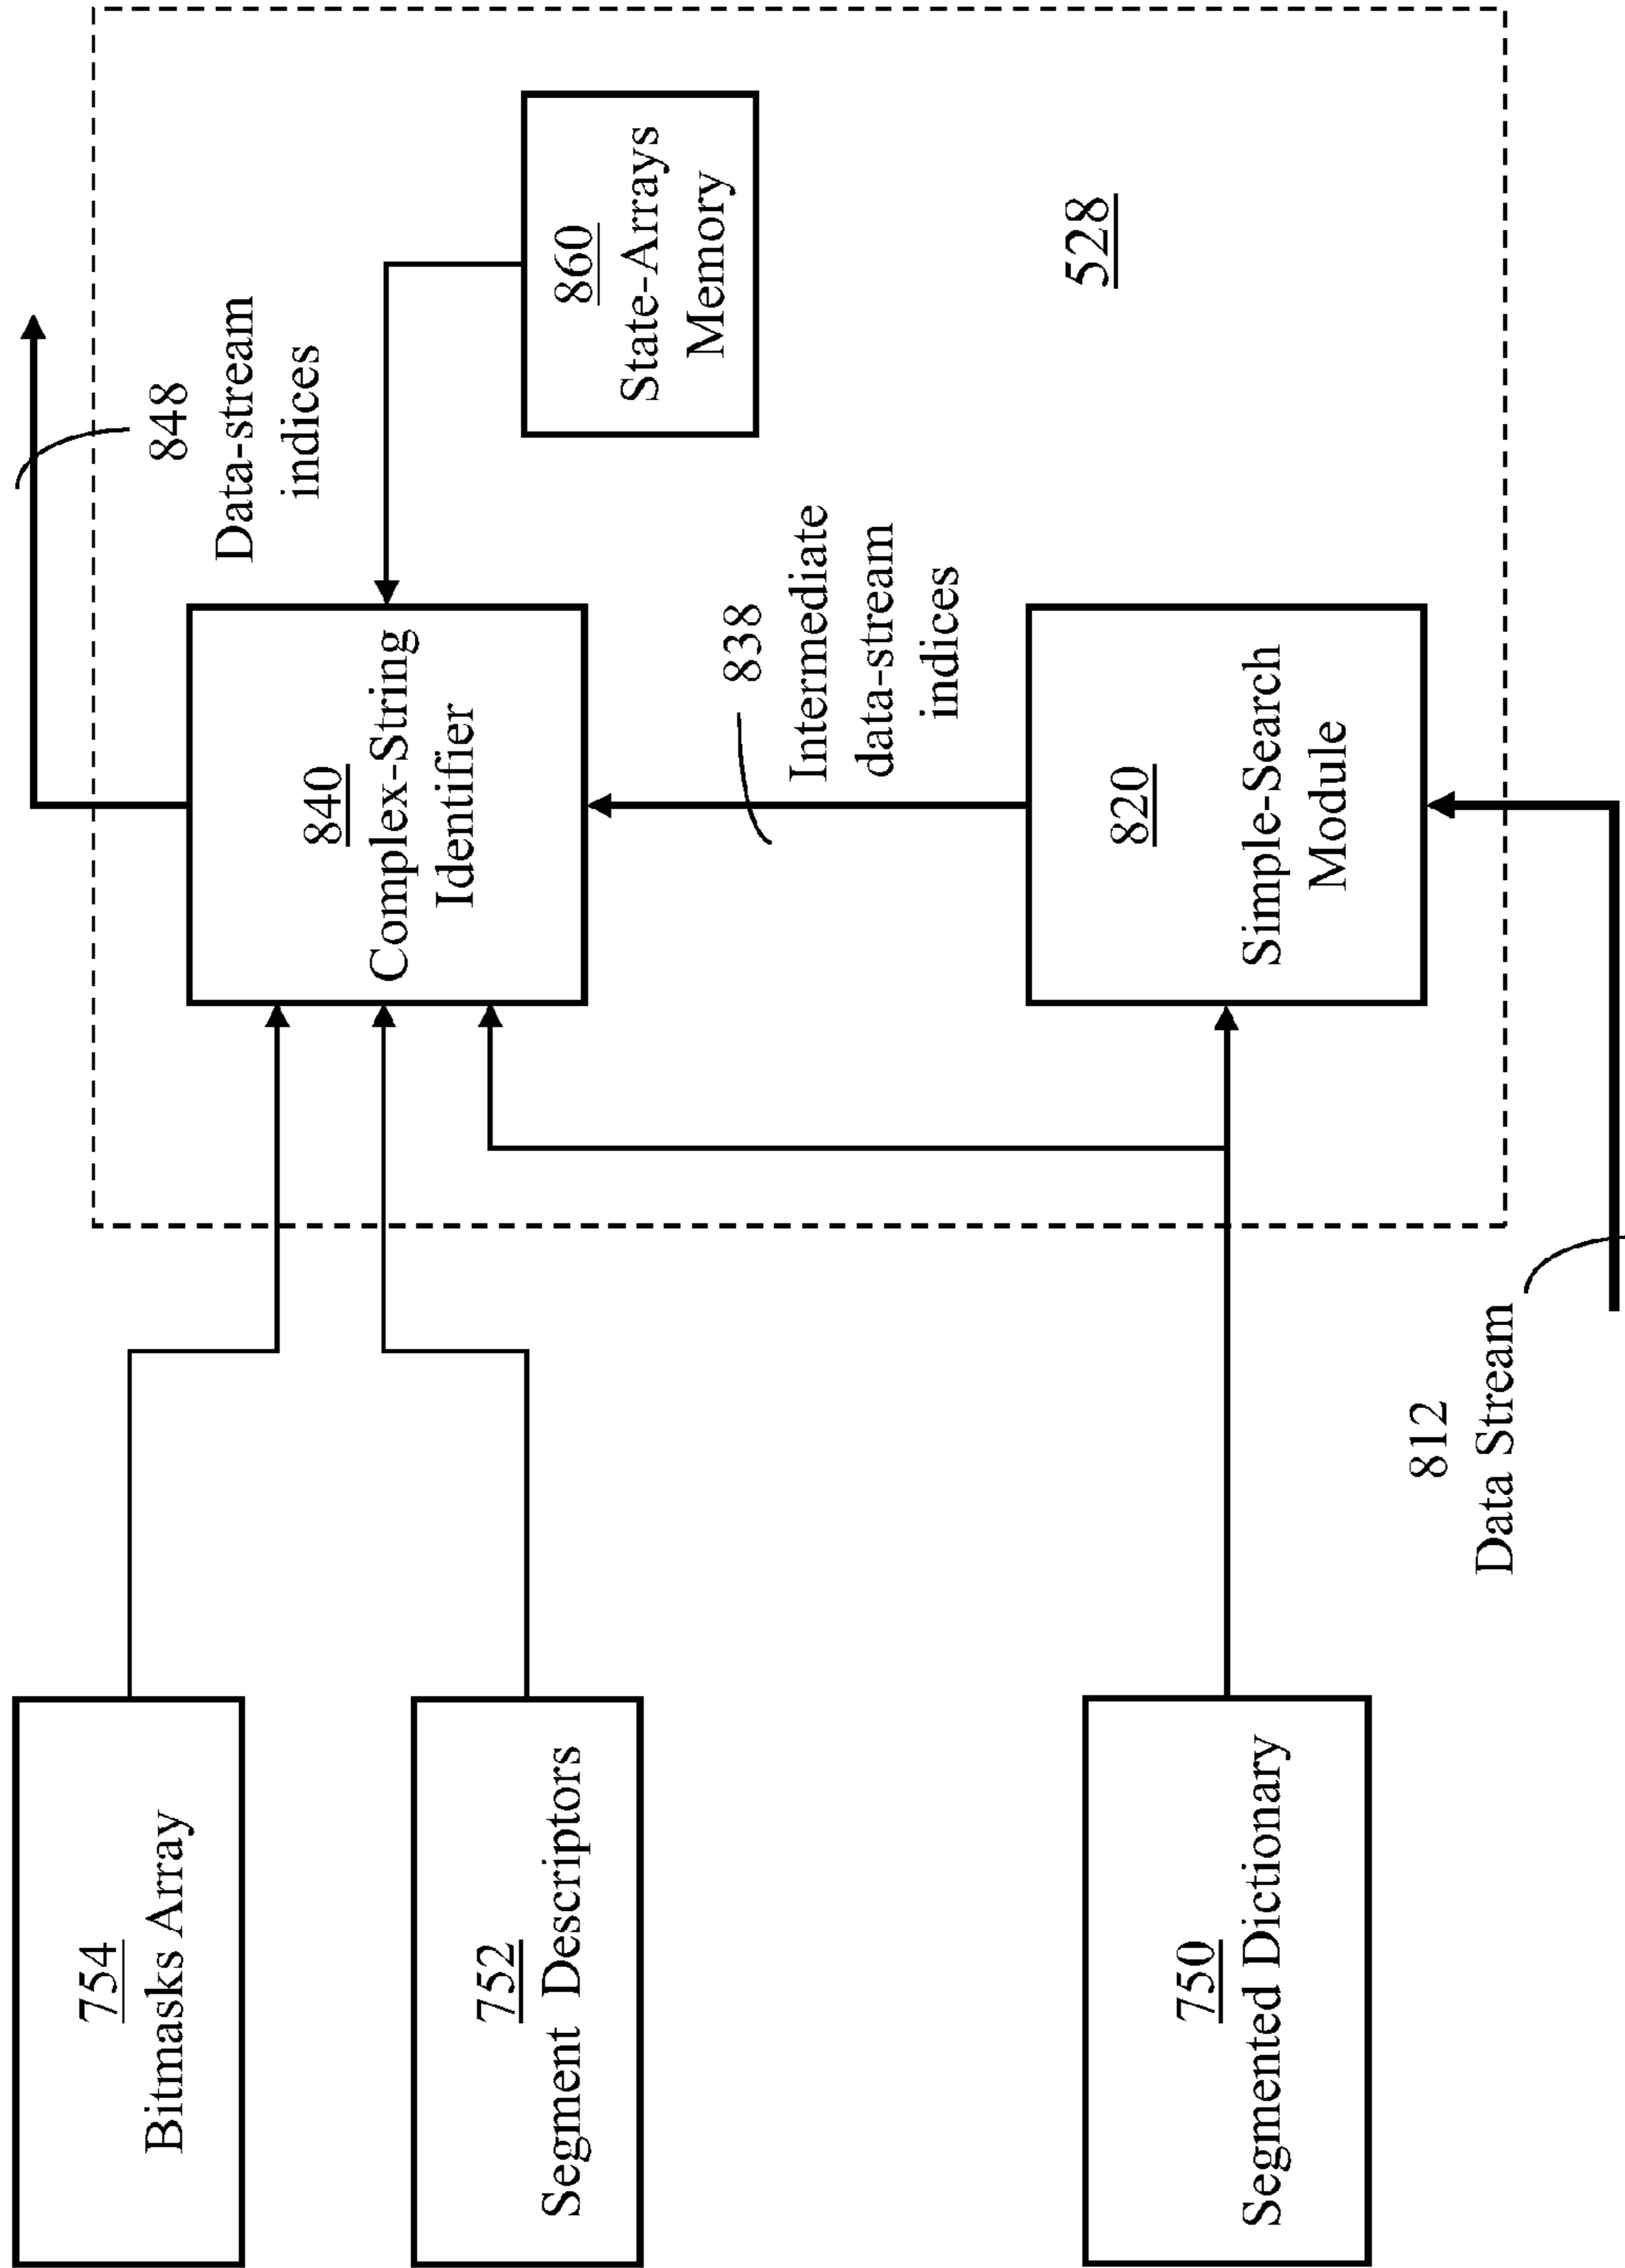 754
Bitmasks Array
752
Segment Descriptors
750
Segmented Dictionary
812
Data Stream
840
Complex-String
Identifier
838
Intermediate
data-stream
indices
820
Simple-Search
Module
848
Data-stream
indices
860
State-Arrays
Memory
528